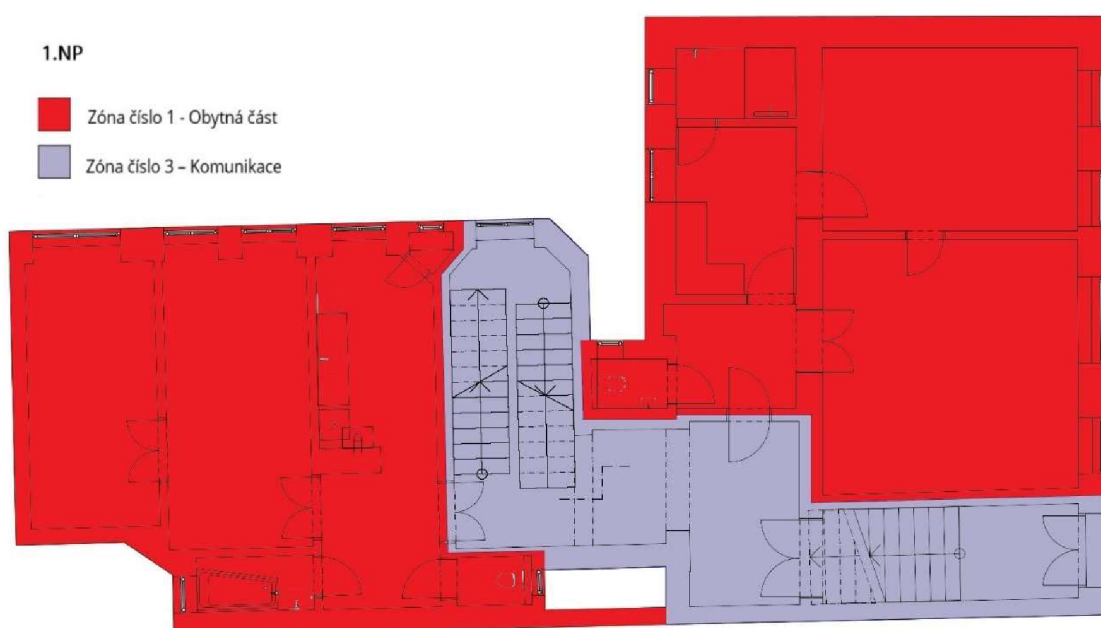 1.NP
Zóna číslo 1 - Obytná část
Zóna číslo 3 – Komunikace